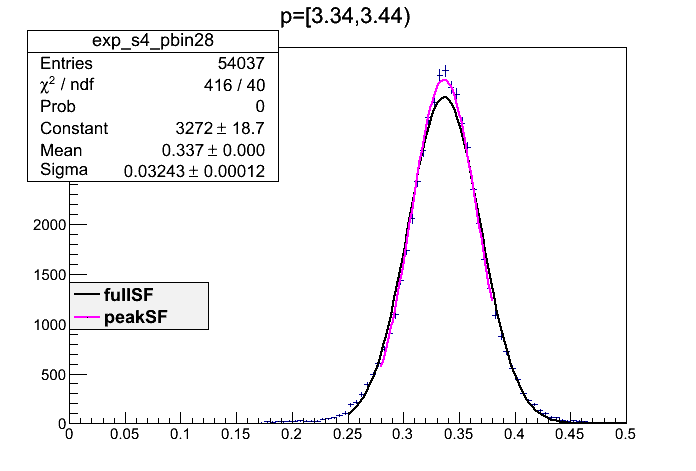 p=[3.34,3.44)
exp_s4_pbin28
Entries 54037
χ² / ndf 416 / 40
Prob 0
Constant 3272 ± 18.7
Mean 0.337 ± 0.000
Sigma 0.03243 ± 0.00012
2000
1500
fullSF
1000
peakSF
500
0
0 0.05 0.1 0.15 0.2 0.25 0.3 0.35 0.4 0.45 0.5